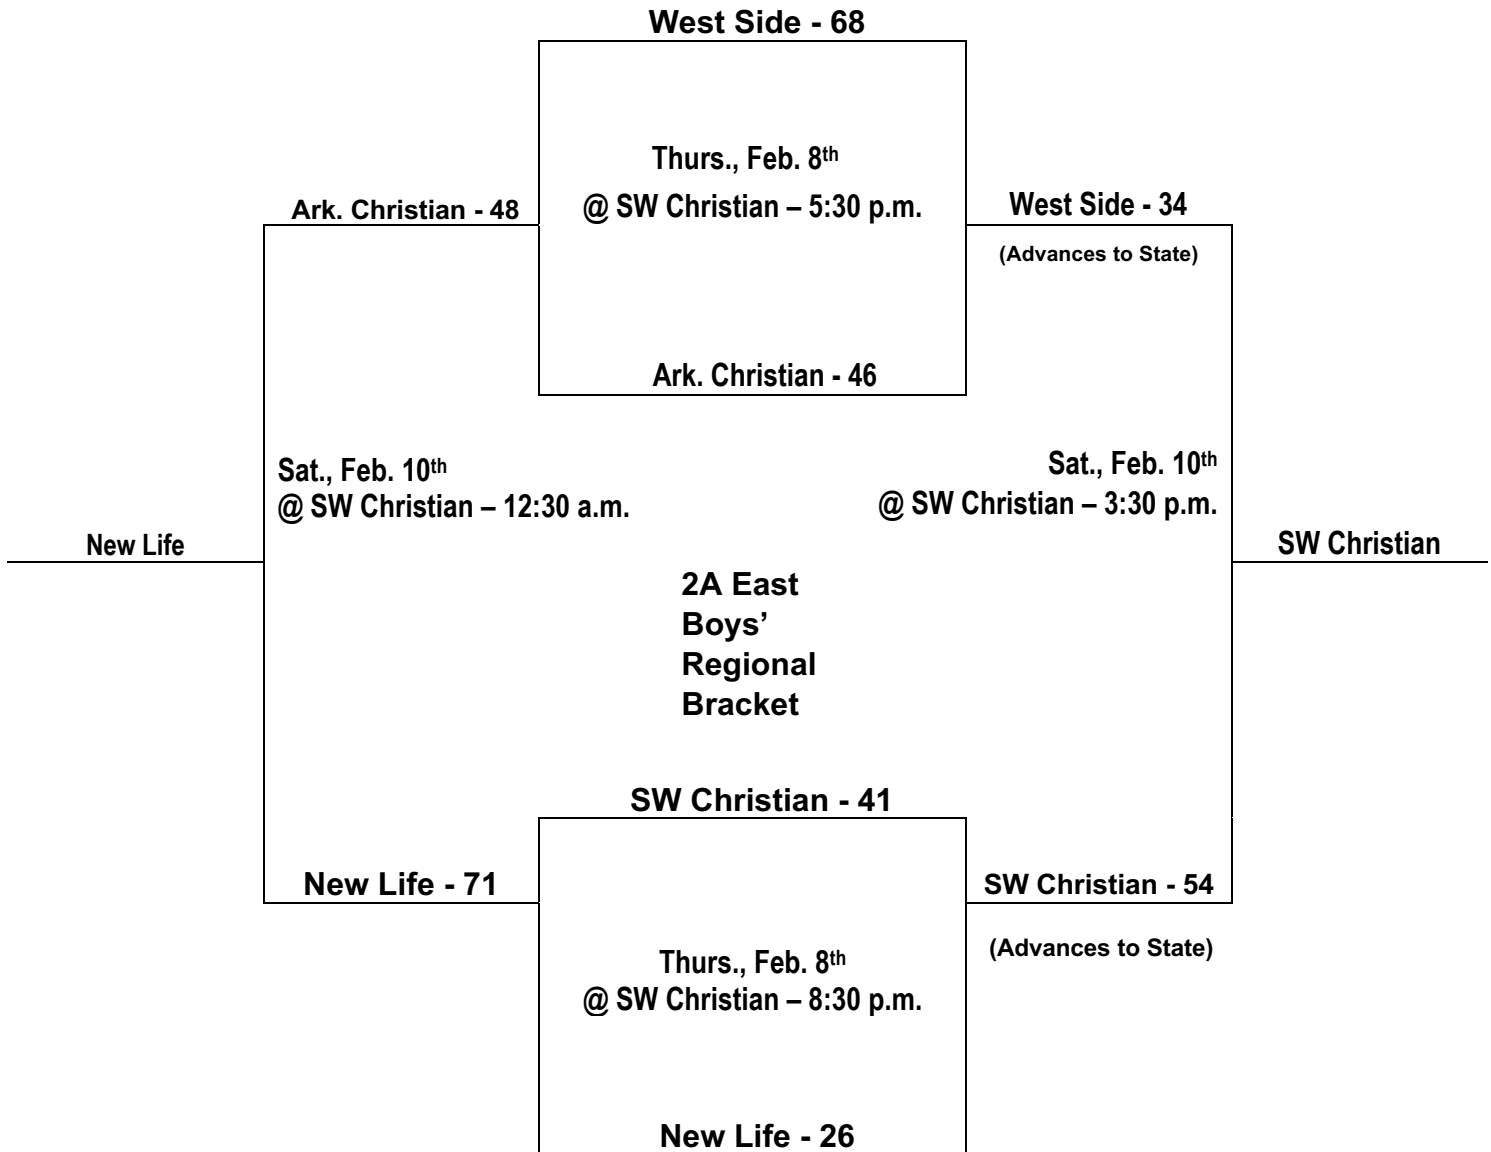 West Side - 68
Thurs., Feb. 8th
@ SW Christian – 5:30 p.m.
Ark. Christian - 48
West Side - 34
(Advances to State)
Ark. Christian - 46
Sat., Feb. 10th
@ SW Christian – 12:30 a.m.
Sat., Feb. 10th
@ SW Christian – 3:30 p.m.
New Life
SW Christian
2A East
Boys’
Regional
Bracket
SW Christian - 41
New Life - 71
SW Christian - 54
(Advances to State)
Thurs., Feb. 8th
@ SW Christian – 8:30 p.m.
New Life - 26